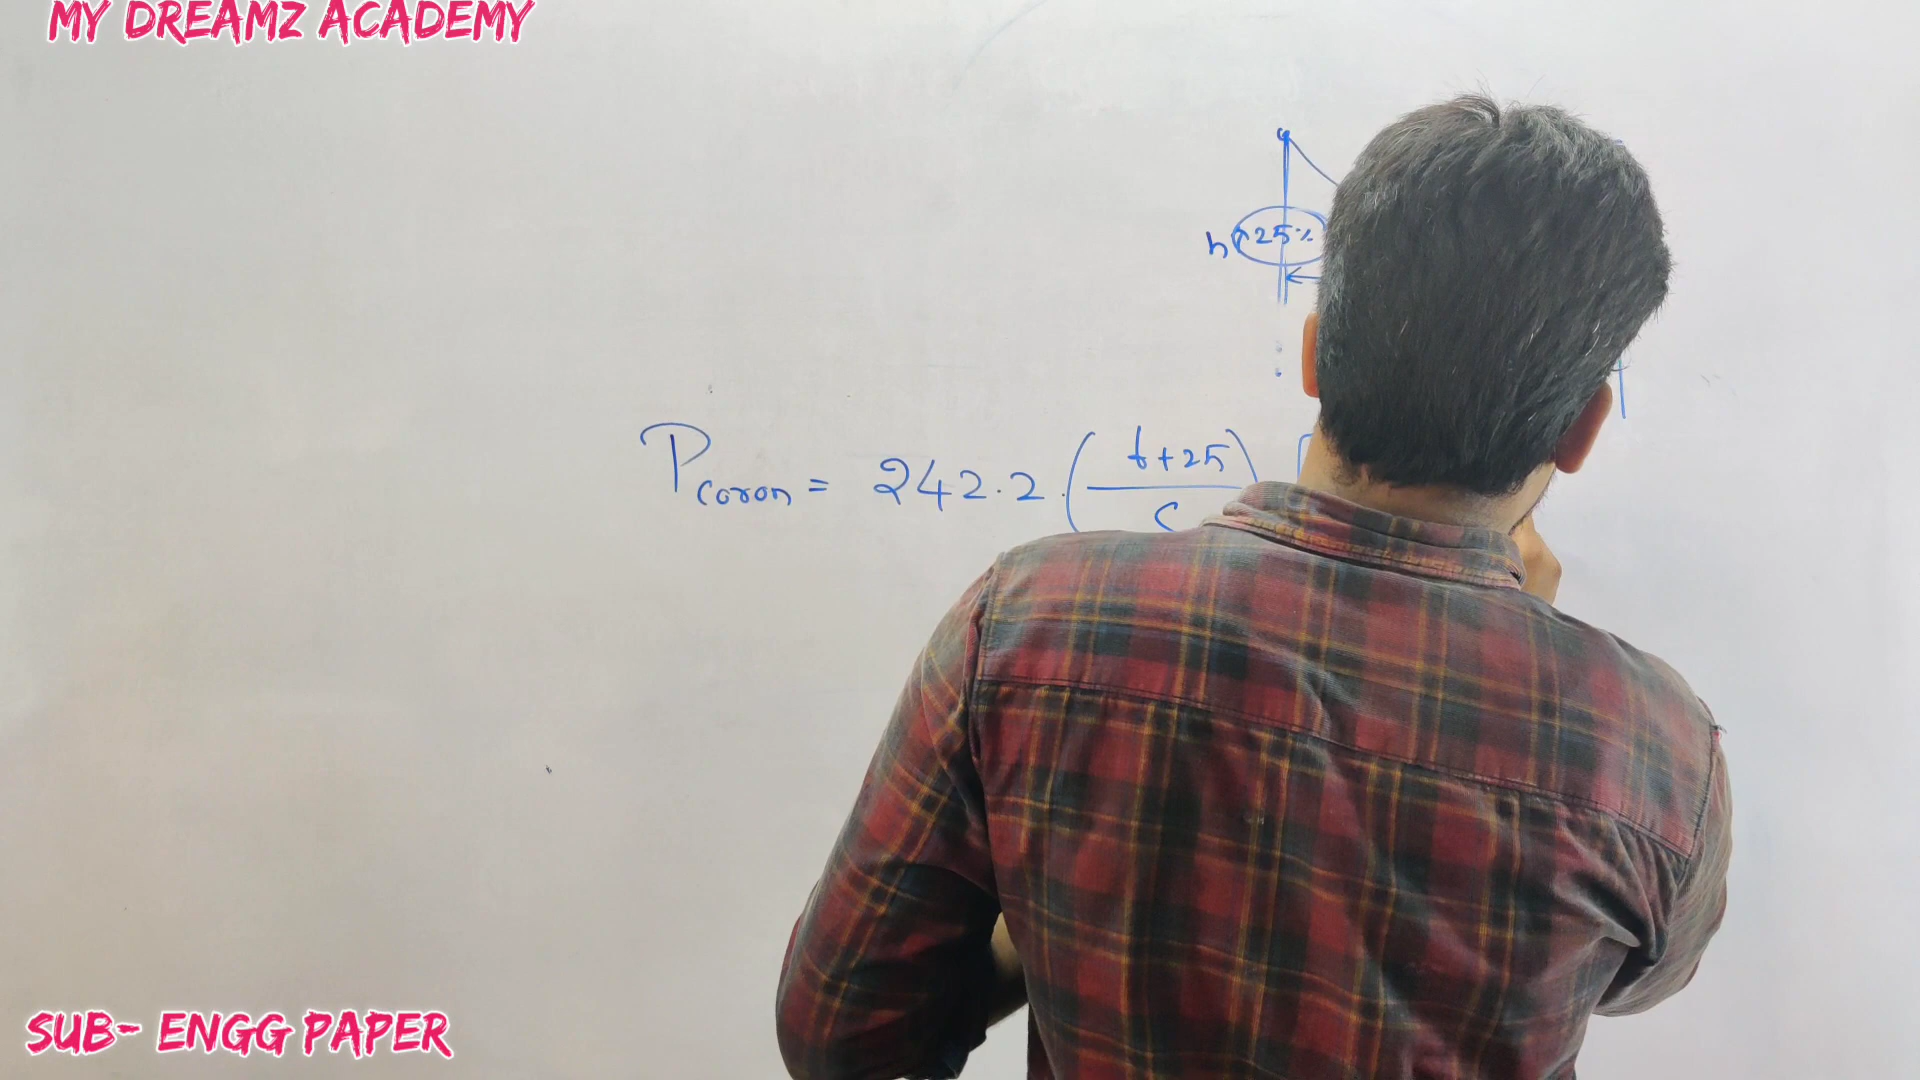 MY DREAMZ ACADEMY
h ↑25%
Pcoron = 242.2 · (f+25
SUB- ENGG PAPER